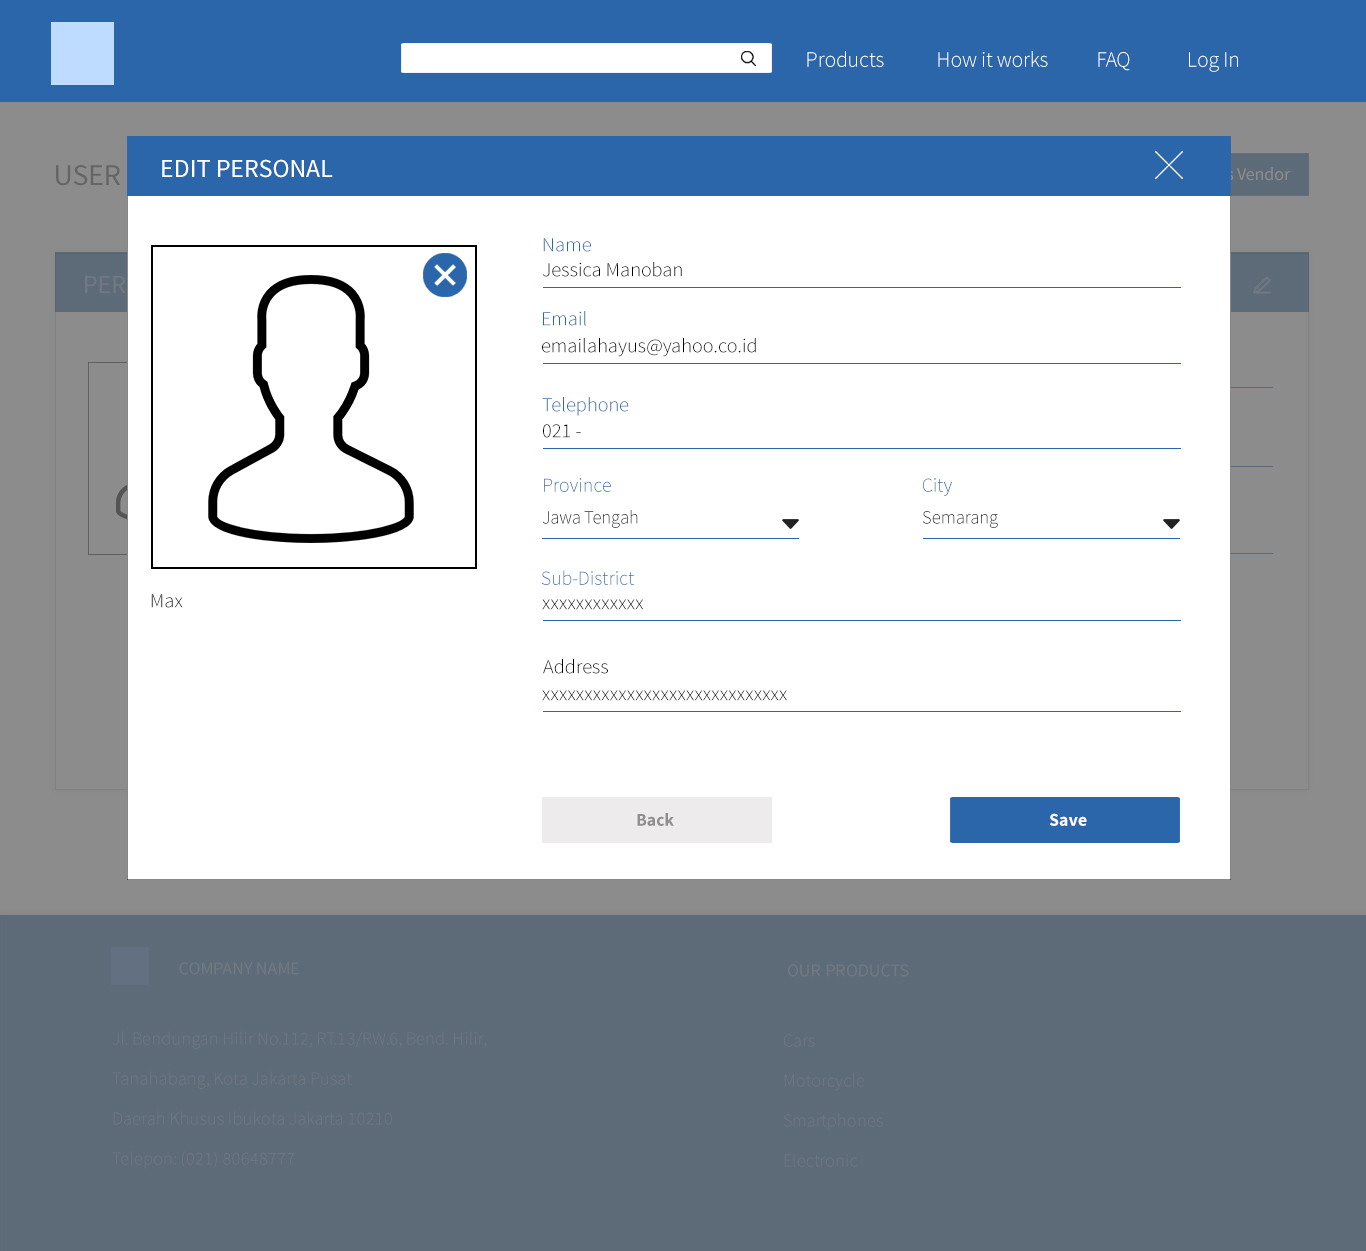 Products How it works FAQ Log In
USER
Vendor
EDIT PERSONAL
PER
Name
Jessica Manoban
Email
emailahayus@yahoo.co.id
Telephone
021 -
Province City
Jawa Tengah Semarang
Sub-District
xxxxxxxxxxxx
Max
Address
xxxxxxxxxxxxxxxxxxxxxxxxxxxxx
Back Save
COMPANY NAME
Jl. Bendungan Hilir No.112, RT.13/RW.6, Bend. Hilir,
Tanahabang, Kota Jakarta Pusat
Daerah Khusus Ibukota Jakarta 10210
Telepon: (021) 80648777
OUR PRODUCTS
Cars
Motorcycle
Smartphones
Electronic